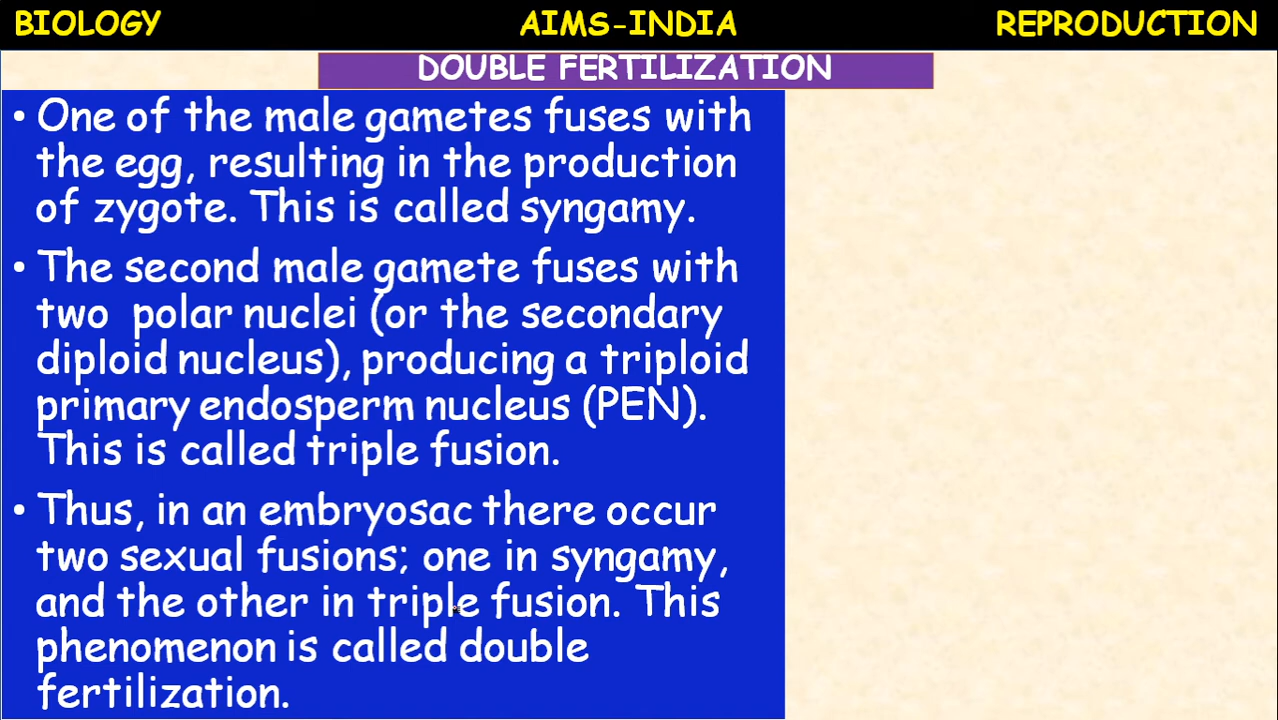 BIOLOGY AIMS-INDIA REPRODUCTION
DOUBLE FERTILIZATION
• One of the male gametes fuses with
the egg, resulting in the production
of zygote. This is called syngamy.
• The second male gamete fuses with
two polar nuclei (or the secondary
diploid nucleus), producing a triploid
primary endosperm nucleus (PEN).
This is called triple fusion.
• Thus, in an embryosac there occur
two sexual fusions; one in syngamy,
and the other in triple fusion. This
phenomenon is called double
fertilization.